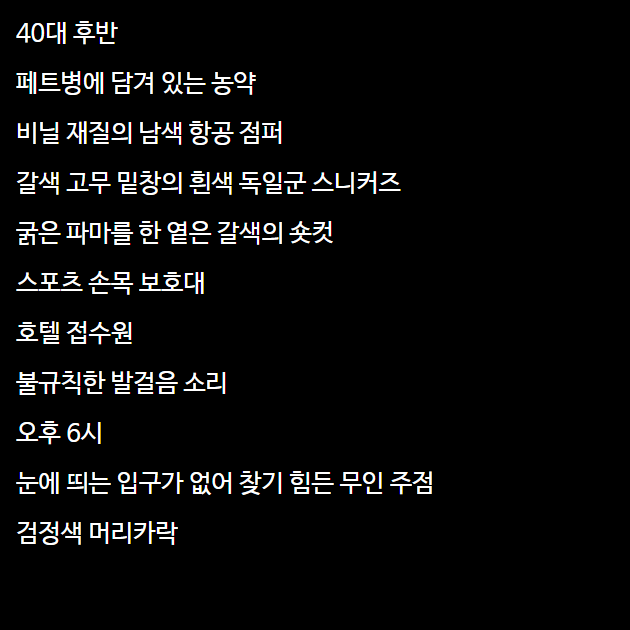 40대 후반
페트병에 담겨 있는 농약
비닐 재질의 남색 항공 점퍼
갈색 고무 밑창의 흰색 독일군 스니커즈
굵은 파마를 한 옅은 갈색의 숏컷
스포츠 손목 보호대
호텔 접수원
불규칙한 발걸음 소리
오후 6시
눈에 띄는 입구가 없어 찾기 힘든 무인 주점
검정색 머리카락